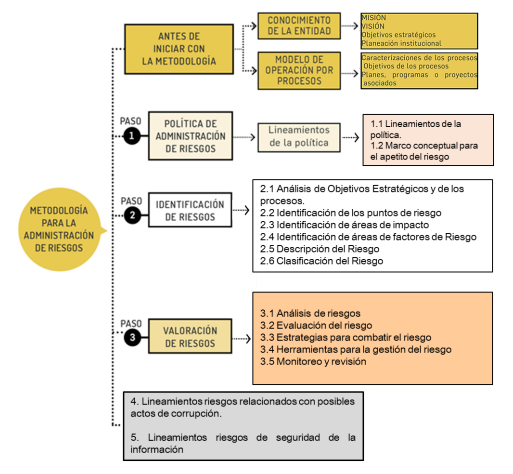 METODOLOGÍA
PARA LA
ADMINISTRACIÓN
DE RIESGOS
ANTES DE
INICIAR CON
LA METODOLOGÍA
CONOCIMIENTO
DE LA ENTIDAD
MISIÓN
VISIÓN
Objetivos estratégicos
Planeación institucional
MODELO DE
OPERACIÓN POR
PROCESOS
Caracterizaciones de los procesos
Objetivos de los procesos
Planes, programas o proyectos
asociados
PASO
1
POLÍTICA DE
ADMINISTRACIÓN
DE RIESGOS
Lineamientos
de la política
1.1 Lineamientos de la
política.
1.2 Marco conceptual para
el apetito del riesgo
PASO
2
IDENTIFICACIÓN
DE RIESGOS
2.1 Análisis de Objetivos Estratégicos y de los
procesos.
2.2 Identificación de los puntos de riesgo
2.3 Identificación de áreas de impacto
2.4 Identificación de áreas de factores de Riesgo
2.5 Descripción del Riesgo
2.6 Clasificación del Riesgo
PASO
3
VALORACIÓN
DE RIESGOS
3.1 Análisis de riesgos
3.2 Evaluación del riesgo
3.3 Estrategias para combatir el riesgo
3.4 Herramientas para la gestión del riesgo
3.5 Monitoreo y revisión
4. Lineamientos riesgos relacionados con posibles
actos de corrupción.
5. Lineamientos riesgos de seguridad de la
información